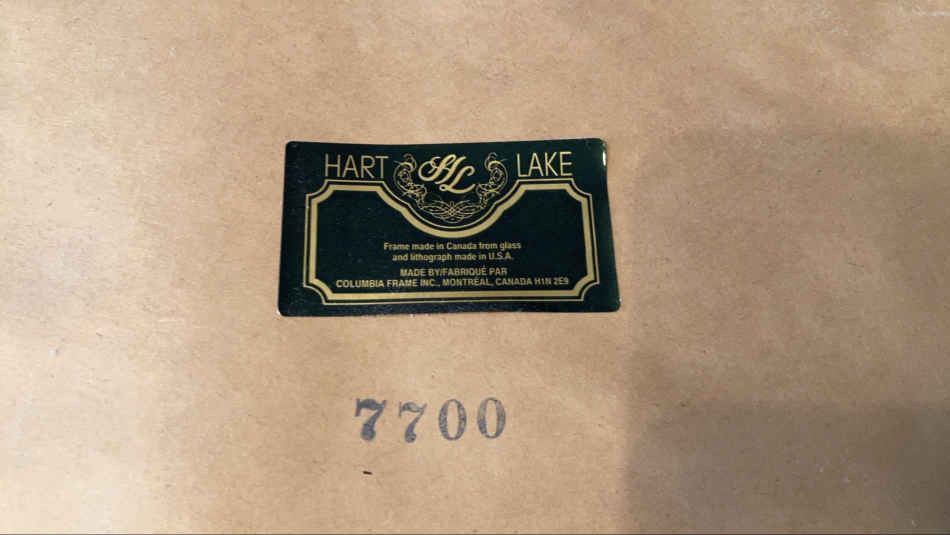 HART HL LAKE
Frame made in Canada from glass
and lithograph made in U.S.A.
MADE BY/FABRIQUÉ PAR
COLUMBIA FRAME INC., MONTRÉAL, CANADA H1N 2E9
7700